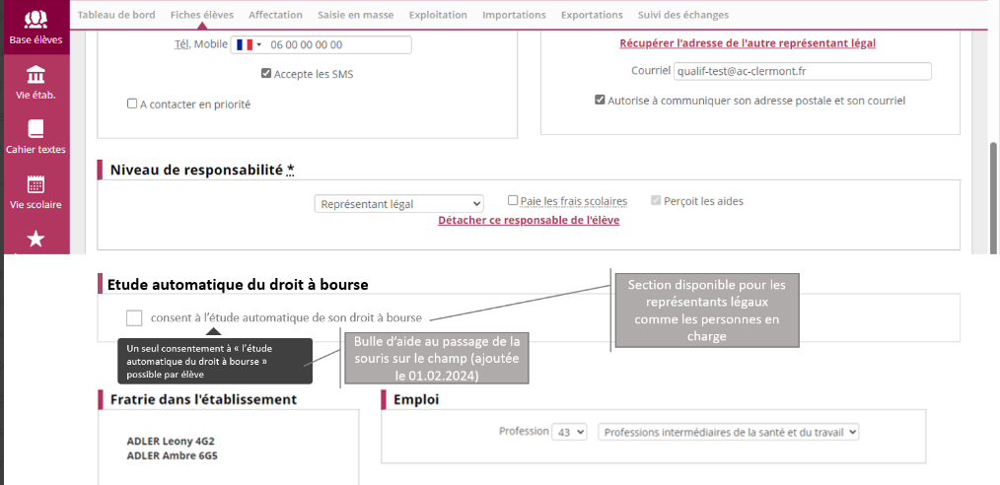 Tableau de bord Fiches élèves Affectation Saisie en masse Exploitation Importations Exportations Suivi des échanges
Base élèves
Vie étab.
Cahier textes
Vie scolaire
Tél. Mobile 06 00 00 00 00
Accepte les SMS
A contacter en priorité
Récupérer l'adresse de l'autre représentant légal
Courriel qualif-test@ac-clermont.fr
Autorise à communiquer son adresse postale et son courriel
Niveau de responsabilité *
Représentant légal Paie les frais scolaires Perçoit les aides
Détacher ce responsable de l'élève
Etude automatique du droit à bourse
consent à l'étude automatique de son droit à bourse
Section disponible pour les
représentants légaux
comme les personnes en
charge
Un seul consentement à « l'étude
automatique du droit à bourse »
possible par élève
Bulle d'aide au passage de la
souris sur le champ (ajoutée
le 01.02.2024)
Fratrie dans l'établissement
ADLER Leony 4G2
ADLER Ambre 6G5
Emploi
Profession 43 Professions intermédiaires de la santé et du travail